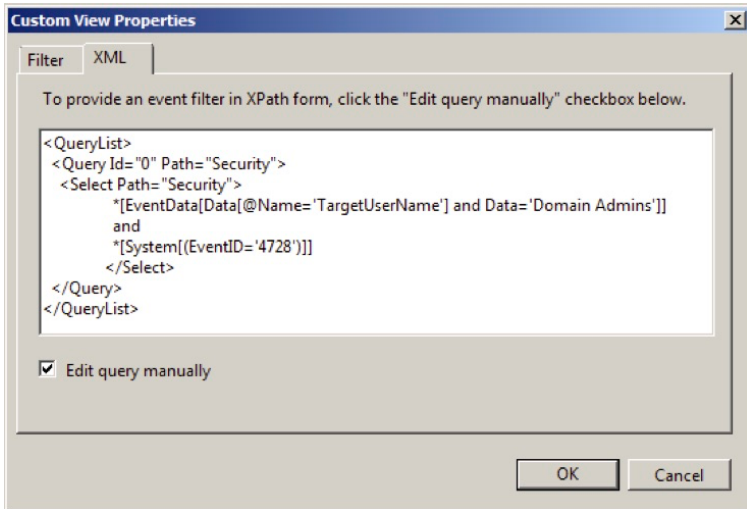 Custom View Properties
Filter
XML
To provide an event filter in XPath form, click the "Edit query manually" checkbox below.
<QueryList>
<Query Id="0" Path="Security">
<Select Path="Security">
*[EventData[Data[@Name='TargetUserName'] and Data='Domain Admins']]
and
*[System[(EventID='4728')]]
</Select>
</Query>
</QueryList>
Edit query manually
OK
Cancel